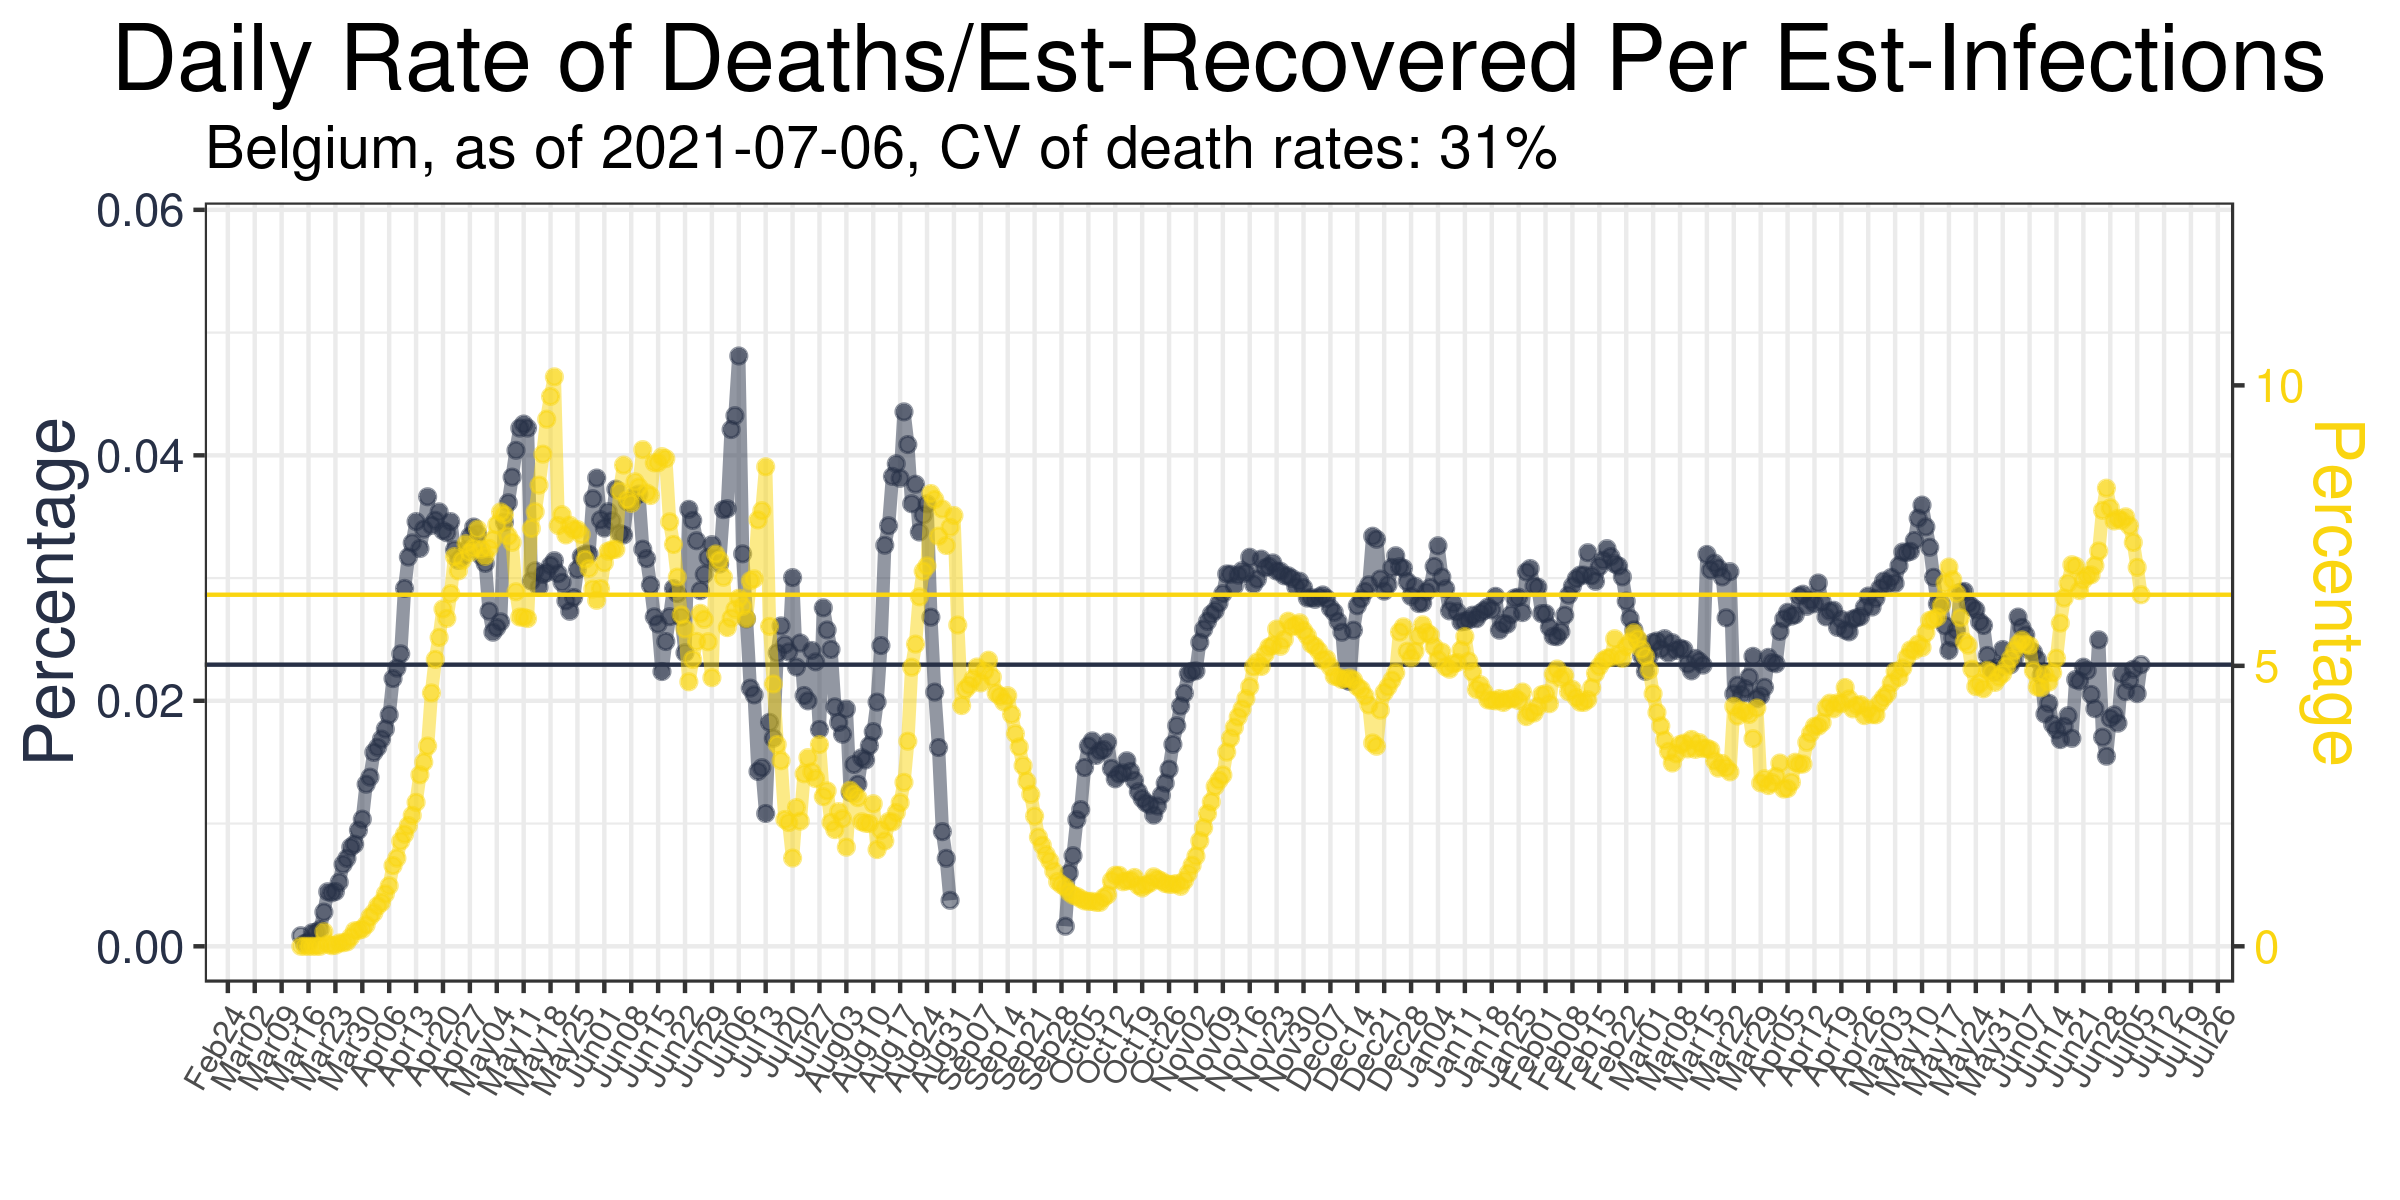 Daily Rate of Deaths/Est-Recovered Per Est-Infections
Belgium, as of 2021-07-06, CV of death rates: 31%
Percentage
0.06
0.04
0.02
0.00
10
5
0
Percentage
Feb24
Mar02
Mar09
Mar16
Mar23
Mar30
Apr06
Apr13
Apr20
Apr27
May04
May11
May18
May25
Jun01
Jun08
Jun15
Jun22
Jun29
Jul06
Jul13
Jul20
Jul27
Aug03
Aug10
Aug17
Aug24
Aug31
Sep07
Sep14
Sep21
Sep28
Oct05
Oct12
Oct19
Oct26
Nov02
Nov09
Nov16
Nov23
Nov30
Dec07
Dec14
Dec21
Dec28
Jan04
Jan11
Jan18
Jan25
Feb01
Feb08
Feb15
Feb22
Mar01
Mar08
Mar15
Mar22
Mar29
Apr05
Apr12
Apr19
Apr26
May03
May10
May17
May24
May31
Jun07
Jun14
Jun21
Jun28
Jul05
Jul12
Jul19
Jul26